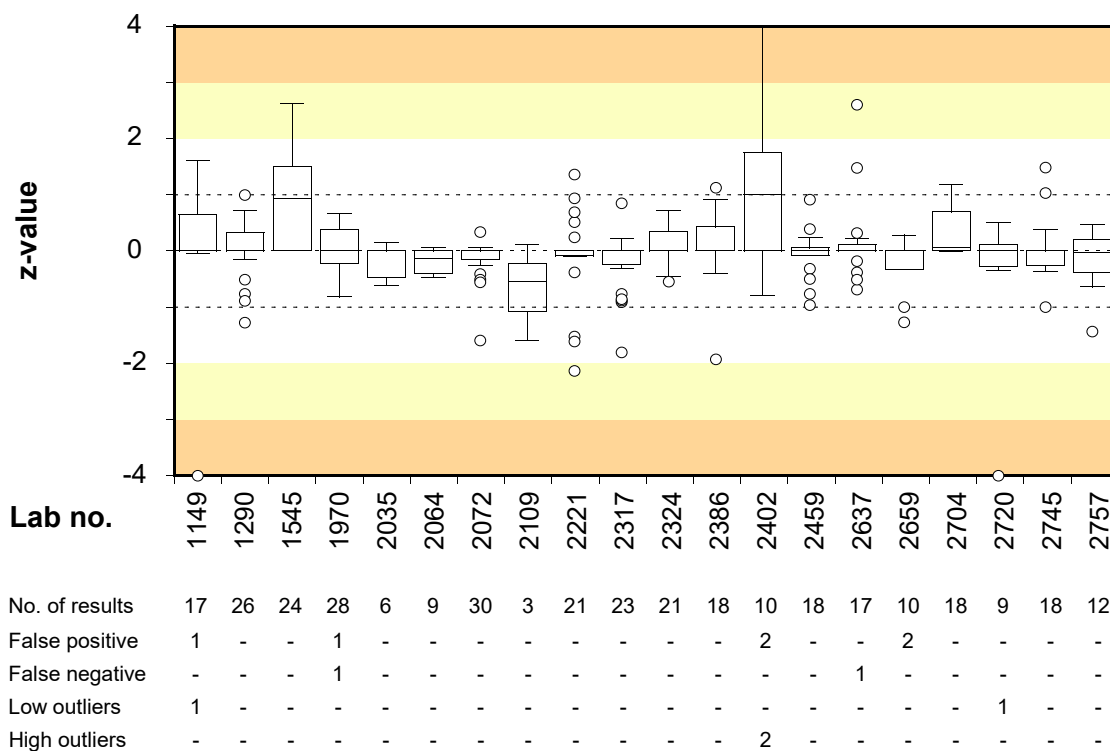 4
2
0
-2
-4
z-value
Lab no.
1149 1290 1545 1970 2035 2064 2072 2109 2221 2317 2324 2386 2402 2459 2637 2659 2704 2720 2745 2757
No. of results 17 26 24 28 6 9 30 3 21 23 21 18 10 18 17 10 18 9 18 12
False positive 1 - - 1 - - - - - - - - 2 - - 2 - - - -
False negative - - - 1 - - - - - - - - - - 1 - - - - -
Low outliers 1 - - - - - - - - - - - - - - - - 1 - -
High outliers - - - - - - - - - - - - 2 - - - - - - -